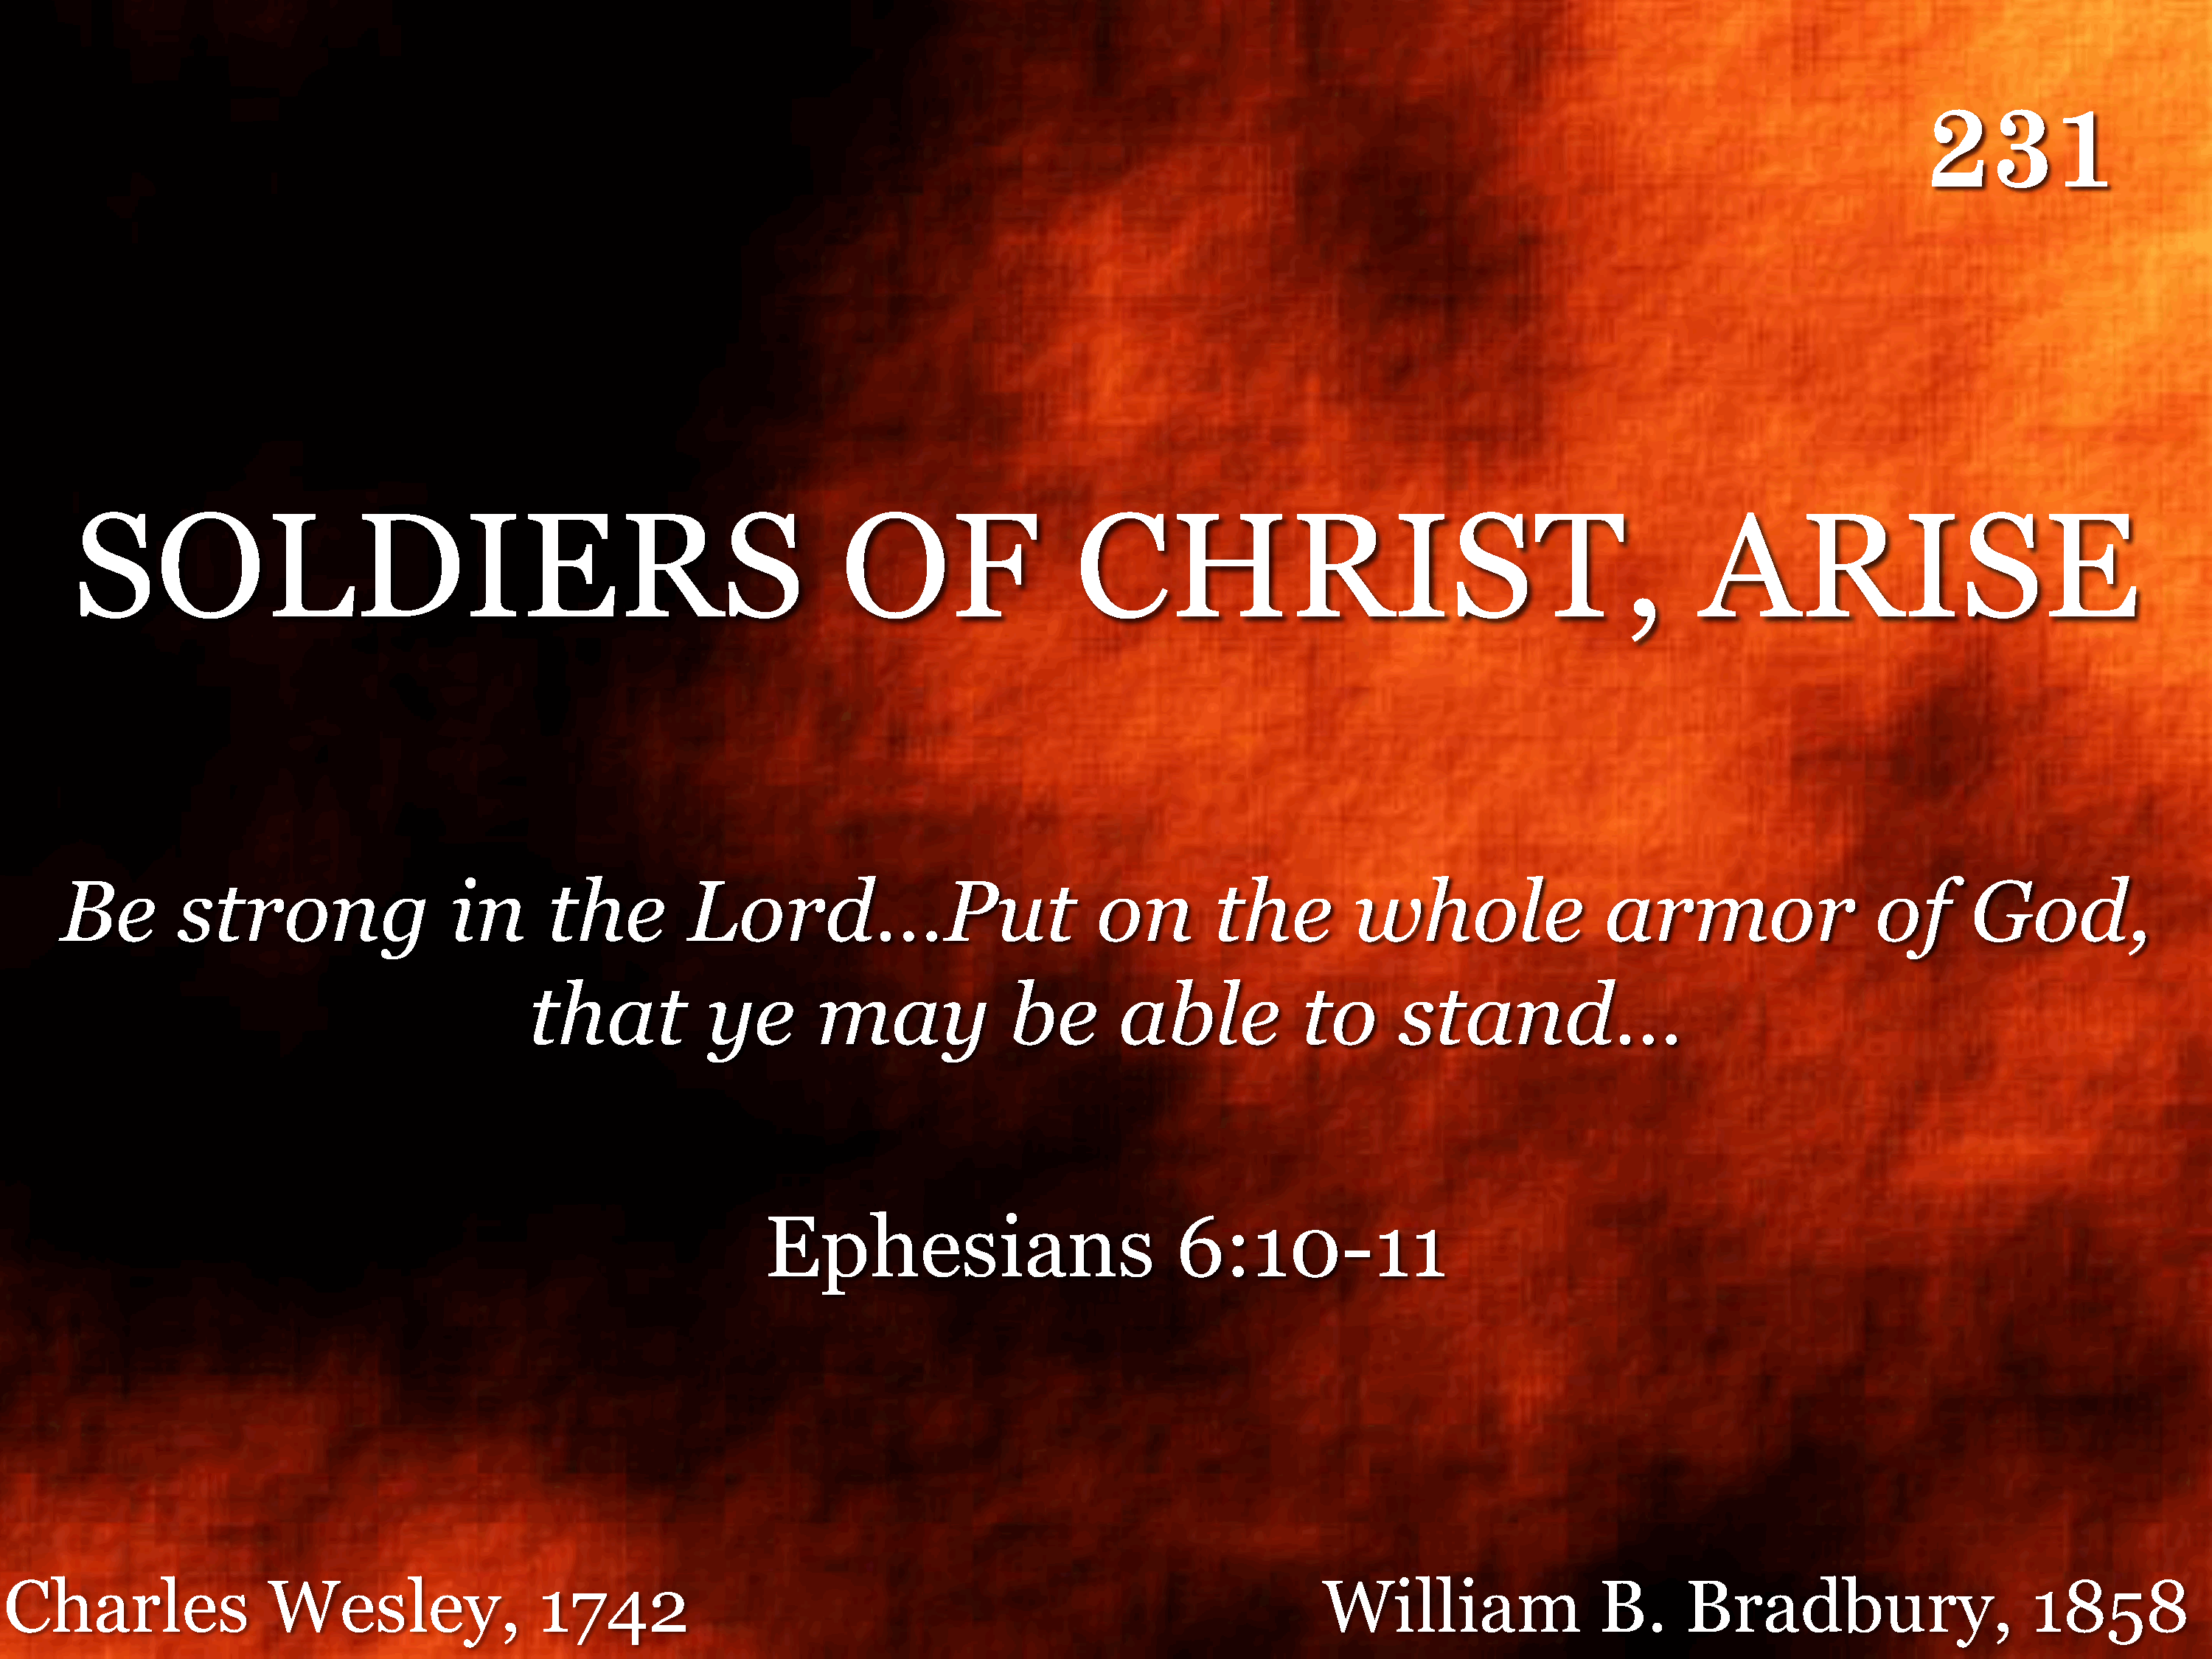 231
SOLDIERS OF CHRIST, ARISE
Be strong in the Lord…Put on the whole armor of God,
that ye may be able to stand…
Ephesians 6:10-11
Charles Wesley, 1742
William B. Bradbury, 1858